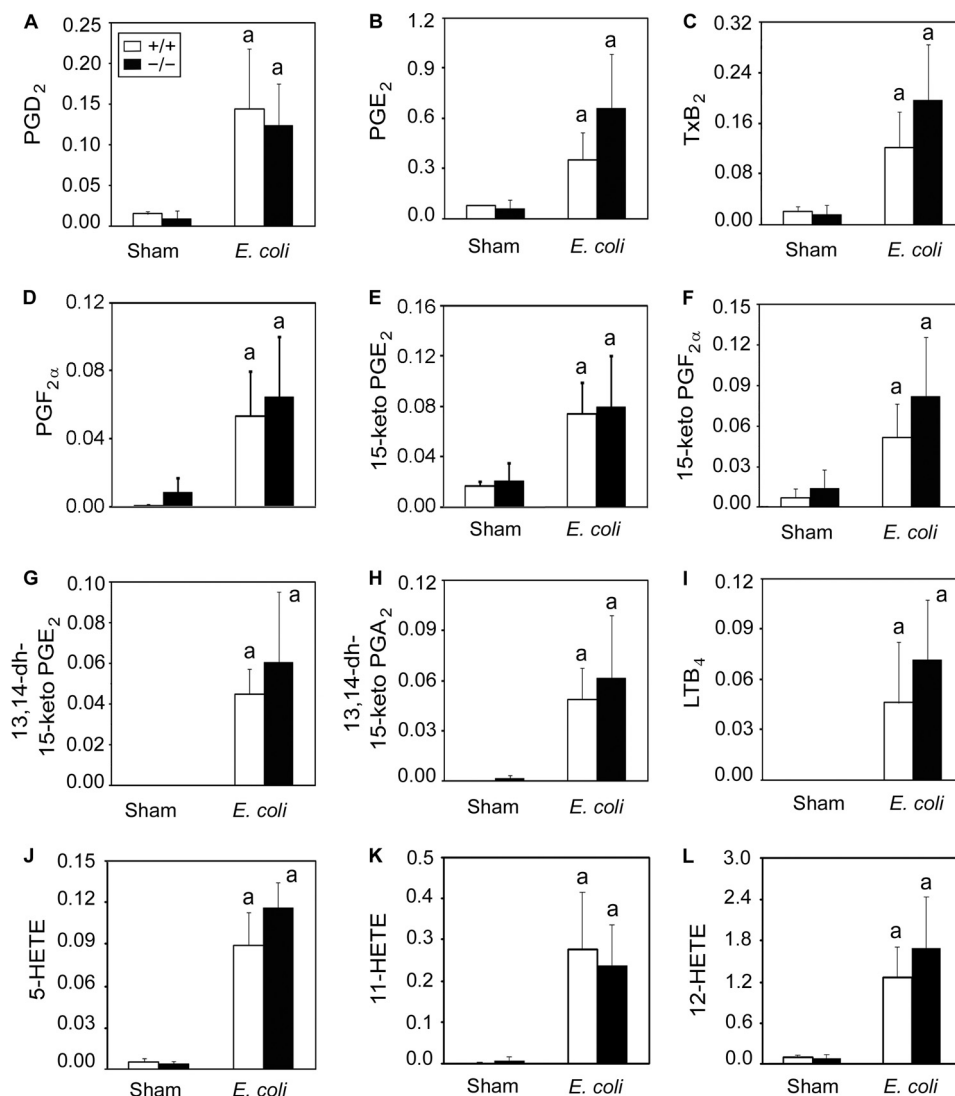 A
PGD2
0.25
0.20
0.15
0.10
0.05
0.00
+/+
−/−
a
a
Sham
E. coli
B
PGE2
1.2
0.9
0.6
0.3
0.0
a
a
Sham
E. coli
C
TxB2
0.32
0.24
0.16
0.08
0.00
a
a
Sham
E. coli
D
PGF2α
0.12
0.08
0.04
0.00
a
a
Sham
E. coli
E
15-keto PGE2
0.16
0.12
0.08
0.04
0.00
a
a
Sham
E. coli
F
15-keto PGF2α
0.15
0.12
0.09
0.06
0.03
0.00
a
a
Sham
E. coli
G
13,14-dh-
15-keto PGE2
0.10
0.08
0.06
0.04
0.02
0.00
a
a
Sham
E. coli
H
13,14-dh-
15-keto PGA2
0.12
0.09
0.06
0.03
0.00
a
a
Sham
E. coli
I
LTB4
0.12
0.09
0.06
0.03
0.00
a
a
Sham
E. coli
J
5-HETE
0.15
0.12
0.09
0.06
0.03
0.00
a
a
Sham
E. coli
K
11-HETE
0.5
0.4
0.3
0.2
0.1
0.0
a
a
Sham
E. coli
L
12-HETE
3.0
2.4
1.8
1.2
0.6
0.0
a
a
Sham
E. coli